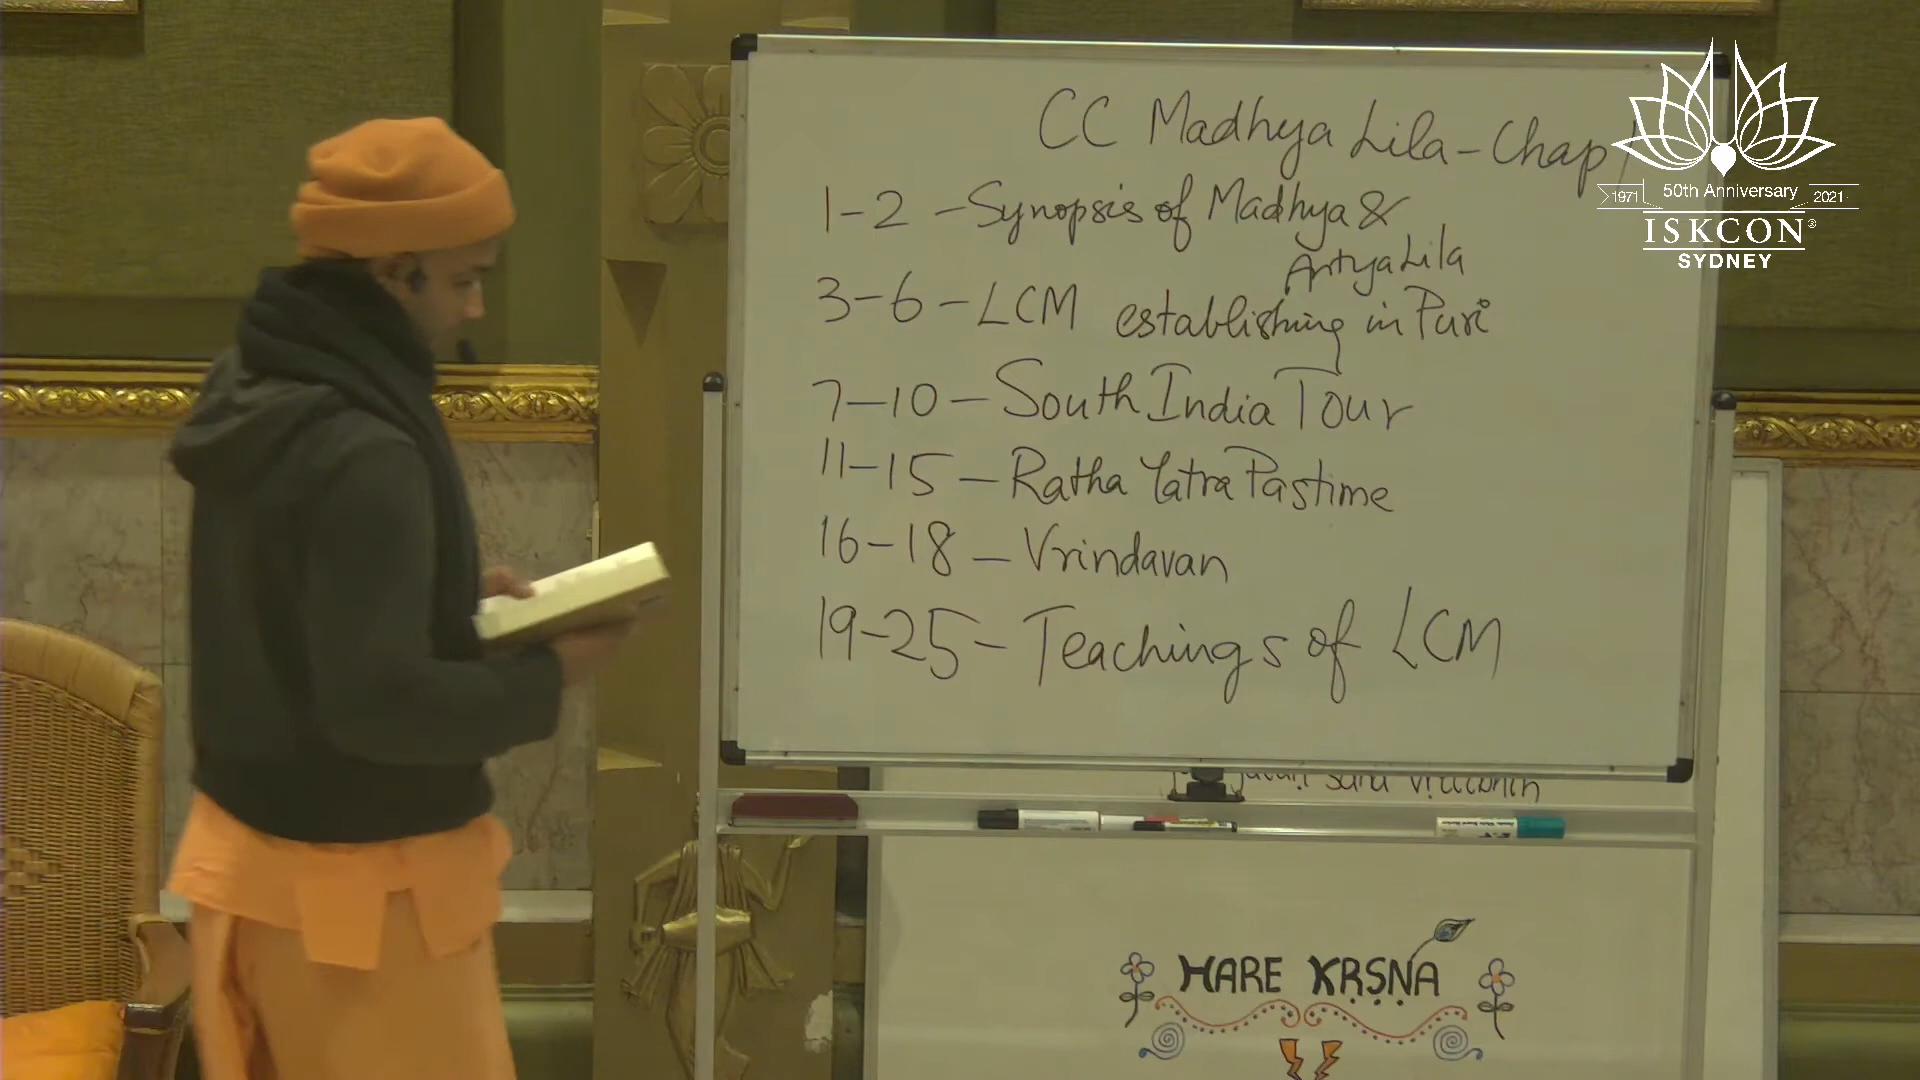 CC Madhya Lila - Chap 1
1-2 - Synopsis of Madhya &
Antya Lila
3-6 - LCM establishing in Puri
7-10 - South India Tour
11-15 - Ratha Yatra Pastime
16-18 - Vrindavan
19-25 - Teachings of LCM
HARE KṚṢṆA
1971 50th Anniversary 2021
ISKCON®
SYDNEY